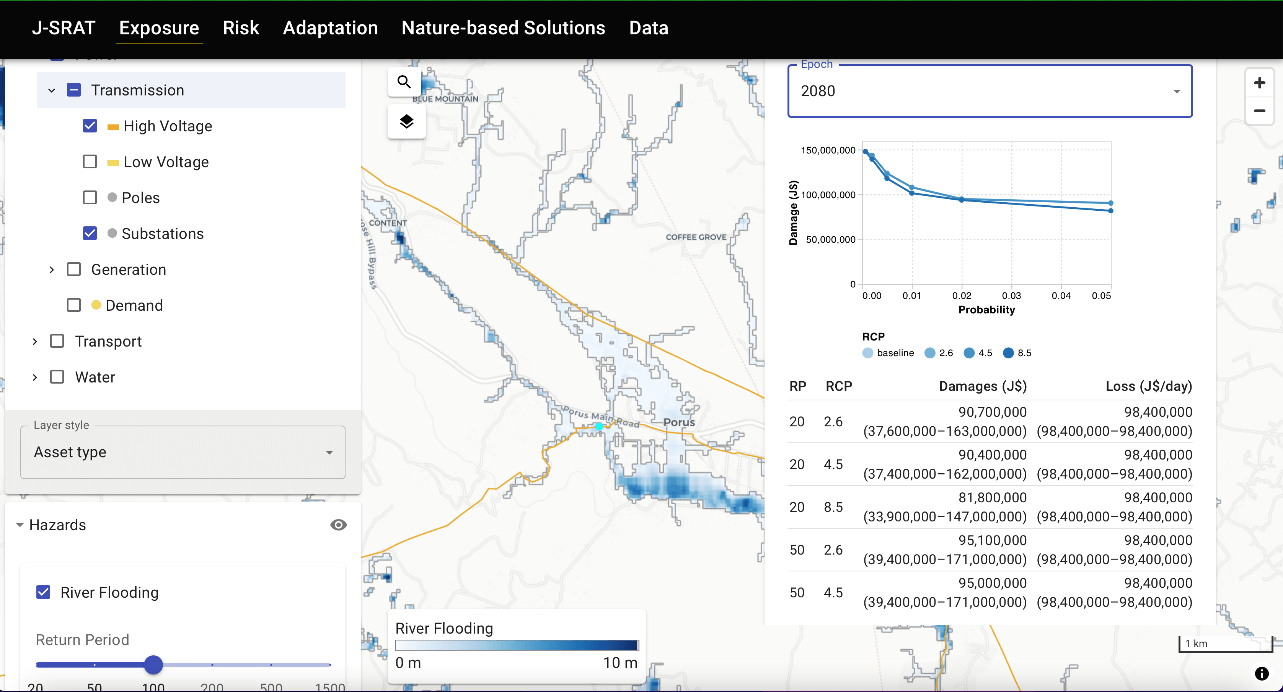 J-SRAT Exposure Risk Adaptation Nature-based Solutions Data
Transmission
High Voltage
Low Voltage
Poles
Substations
Generation
Demand
Transport
Water
Layer style
Asset type
Hazards
River Flooding
Return Period
20 50 100 200 500 1500
BLUE MOUNTAIN
CONTENT
COFFEE GROVE
Porus Main Road
Porus
River Flooding
0 m 10 m
Epoch
2080
150,000,000
100,000,000
50,000,000
0
Damage (J$)
0.00 0.01 0.02 0.03 0.04 0.05
Probability
RCP
baseline 2.6 4.5 8.5
RP RCP Damages (J$) Loss (J$/day)
20 2.6 90,700,000 98,400,000
(37,600,000–163,000,000) (98,400,000–98,400,000)
20 4.5 90,400,000 98,400,000
(37,400,000–162,000,000) (98,400,000–98,400,000)
20 8.5 81,800,000 98,400,000
(33,900,000–147,000,000) (98,400,000–98,400,000)
50 2.6 95,100,000 98,400,000
(39,400,000–171,000,000) (98,400,000–98,400,000)
50 4.5 95,000,000 98,400,000
(39,400,000–171,000,000) (98,400,000–98,400,000)
1 km